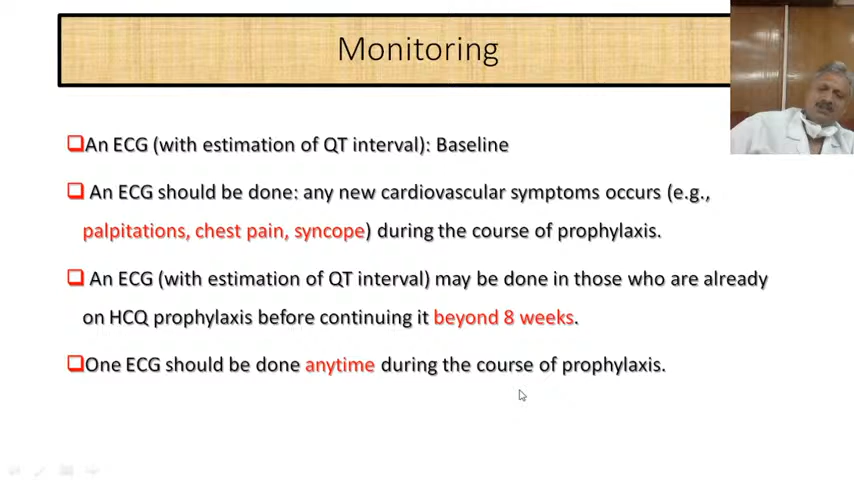 Monitoring
An ECG (with estimation of QT interval): Baseline
An ECG should be done: any new cardiovascular symptoms occurs (e.g.,
palpitations, chest pain, syncope) during the course of prophylaxis.
An ECG (with estimation of QT interval) may be done in those who are already
on HCQ prophylaxis before continuing it beyond 8 weeks.
One ECG should be done anytime during the course of prophylaxis.